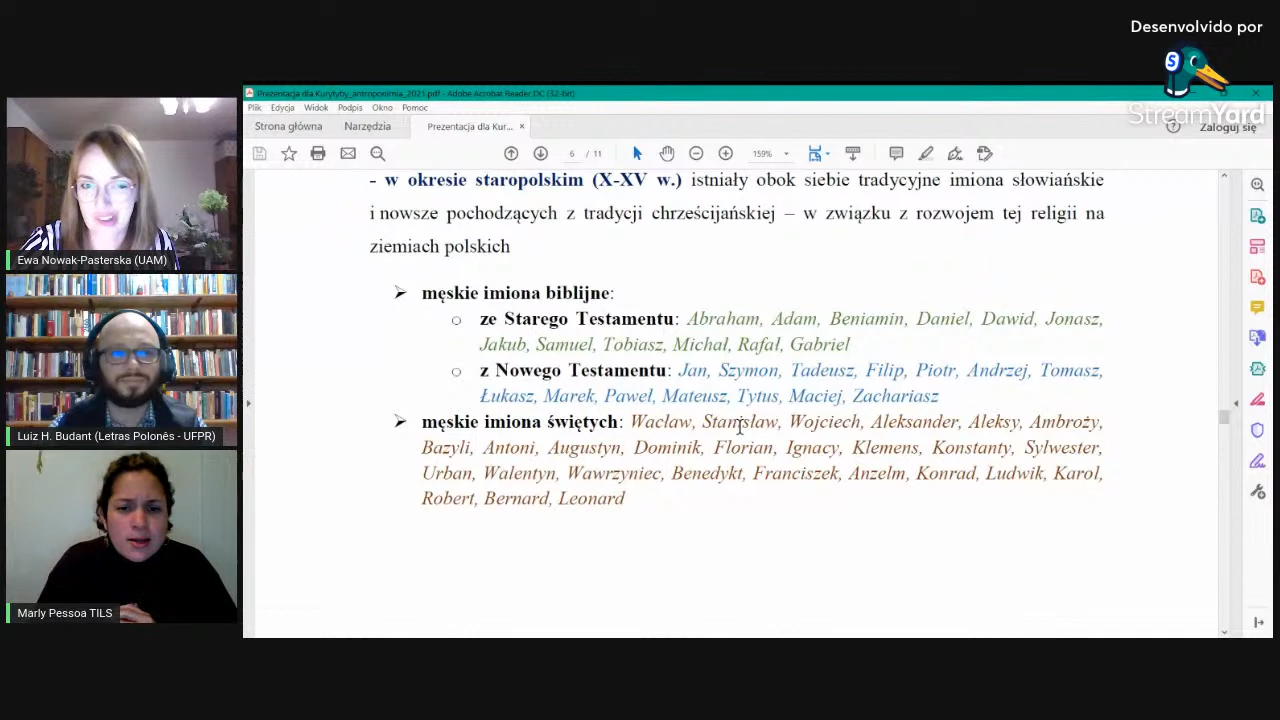 Desenvolvido por
StreamYard
Prezentacja dla Kurytyby_antroponimia_2021.pdf - Adobe Acrobat Reader DC (32-bit)
Plik Edycja Widok Podpis Okno Pomoc
Strona główna Narzędzia Prezentacja dla Kur... × Zaloguj się
6 / 11 159%
- w okresie staropolskim (X-XV w.) istniały obok siebie tradycyjne imiona słowiańskie
i nowsze pochodzących z tradycji chrześcijańskiej – w związku z rozwojem tej religii na
ziemiach polskich
➢ męskie imiona biblijne:
o ze Starego Testamentu: Abraham, Adam, Beniamin, Daniel, Dawid, Jonasz,
Jakub, Samuel, Tobiasz, Michał, Rafał, Gabriel
o z Nowego Testamentu: Jan, Szymon, Tadeusz, Filip, Piotr, Andrzej, Tomasz,
Łukasz, Marek, Paweł, Mateusz, Tytus, Maciej, Zachariasz
➢ męskie imiona świętych: Wacław, Stanisław, Wojciech, Aleksander, Aleksy, Ambroży,
Bazyli, Antoni, Augustyn, Dominik, Florian, Ignacy, Klemens, Konstanty, Sylwester,
Urban, Walentyn, Wawrzyniec, Benedykt, Franciszek, Anzelm, Konrad, Ludwik, Karol,
Robert, Bernard, Leonard
Ewa Nowak-Pasterska (UAM)
Luiz H. Budant (Letras Polonês - UFPR)
Marly Pessoa TILS